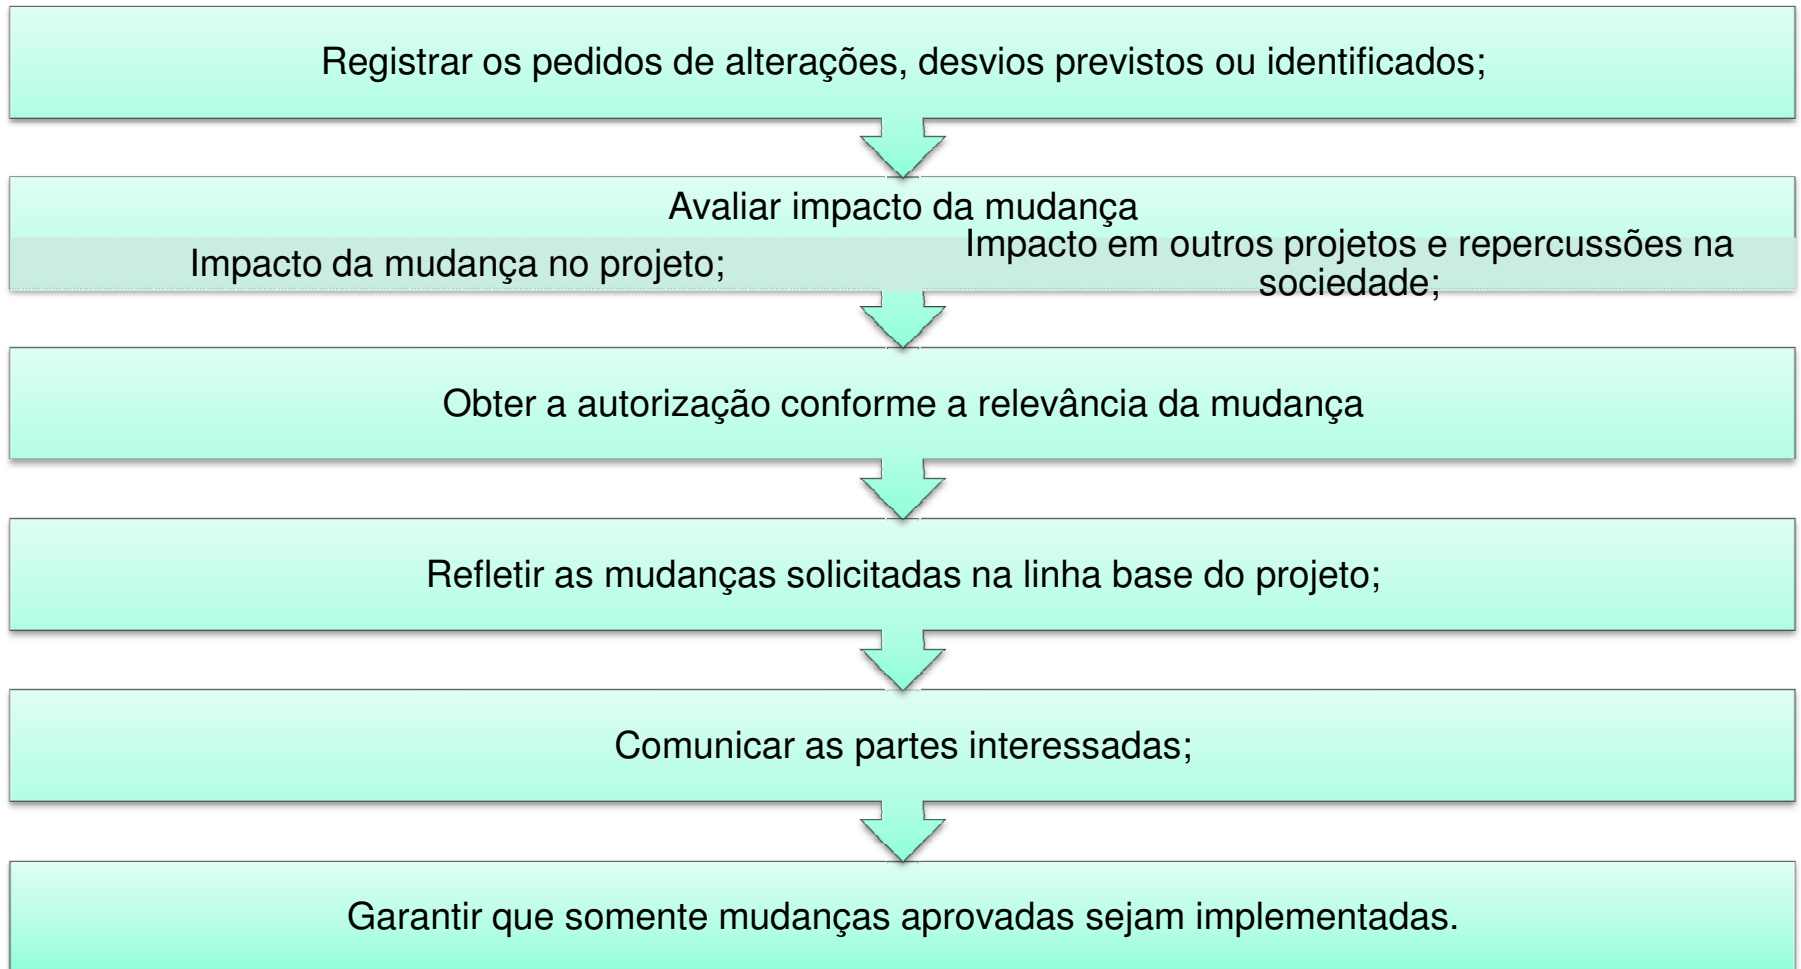 Registrar os pedidos de alterações, desvios previstos ou identificados;
Avaliar impacto da mudança
Impacto da mudança no projeto;
Impacto em outros projetos e repercussões na
sociedade;
Obter a autorização conforme a relevância da mudança
Refletir as mudanças solicitadas na linha base do projeto;
Comunicar as partes interessadas;
Garantir que somente mudanças aprovadas sejam implementadas.